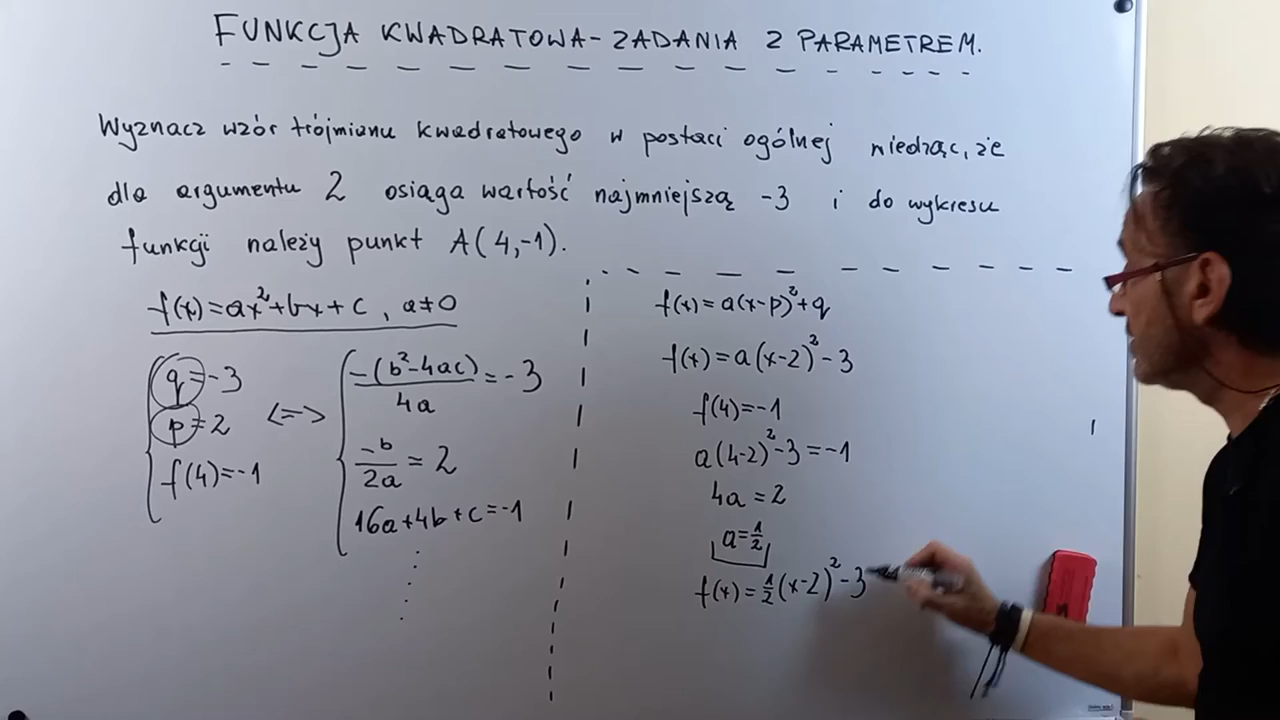 FUNKCJA KWADRATOWA - ZADANIA Z PARAMETREM.
Wyznacz wzór trójmianu kwadratowego w postaci ogólnej wiedząc, że
dla argumentu 2 osiąga wartość najmniejszą -3 i do wykresu
funkcji należy punkt A(4,-1).
f(x)=ax²+bx+c, a≠0
q=-3
p=2
f(4)=-1
<=>
-(b²-4ac)/4a=-3
-b/2a=2
16a+4b+c=-1
f(x)=a(x-p)²+q
f(x)=a(x-2)²-3
f(4)=-1
a(4-2)²-3=-1
4a=2
a=1/2
f(x)=1/2(x-2)²-3